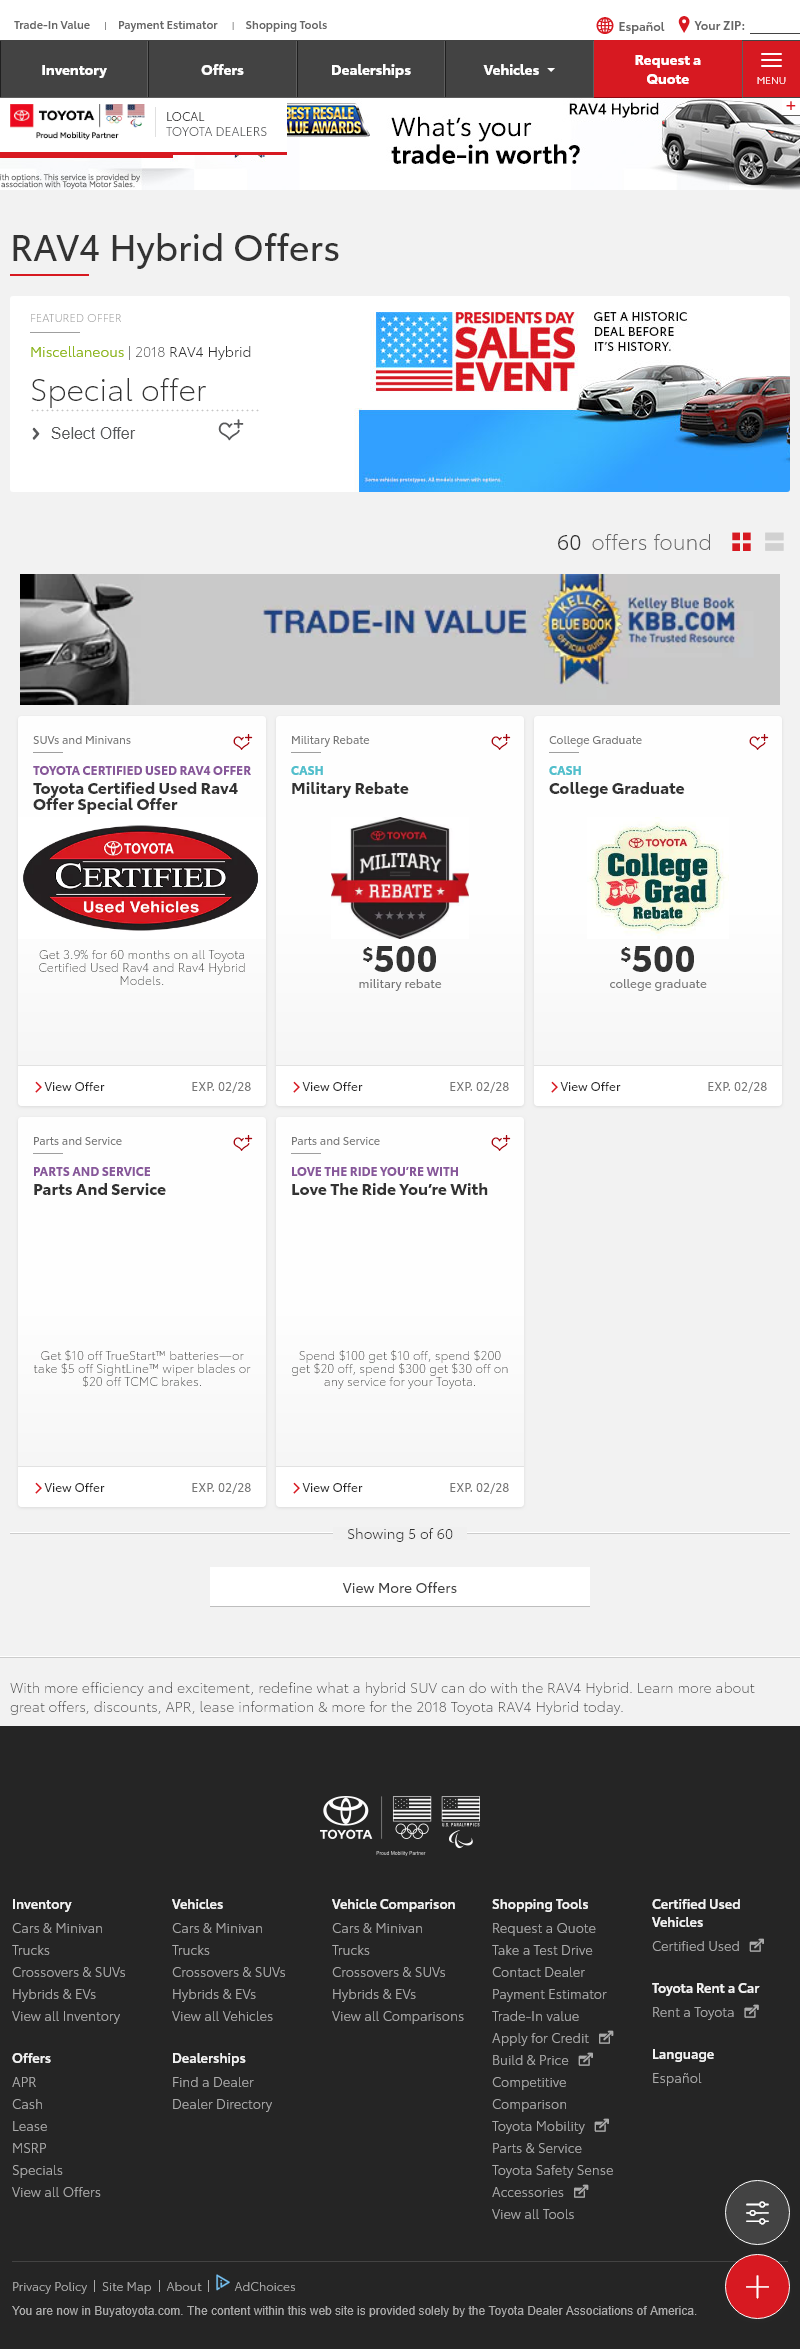 Trade-In Value | Payment Estimator | Shopping Tools
Español
Your ZIP:
Inventory
Offers
Dealerships
Vehicles
Request a
Quote
MENU
TOYOTA
Proud Mobility Partner
LOCAL
TOYOTA DEALERS
BEST RESALE
VALUE AWARDS
What's your
trade-in worth?
RAV4 Hybrid
+
ith options. This service is provided by
association with Toyota Motor Sales.
RAV4 Hybrid Offers
FEATURED OFFER
Miscellaneous | 2018 RAV4 Hybrid
Special offer
Select Offer
PRESIDENTS DAY
SALES
EVENT
GET A HISTORIC
DEAL BEFORE
IT'S HISTORY.
Some vehicles prototypes. All models shown with options.
60 offers found
TRADE-IN VALUE
KELLEY
BLUE BOOK
OFFICIAL GUIDE
Kelley Blue Book
KBB.COM
The Trusted Resource
SUVs and Minivans
TOYOTA CERTIFIED USED RAV4 OFFER
Toyota Certified Used Rav4
Offer Special Offer
TOYOTA
CERTIFIED
Used Vehicles
Get 3.9% for 60 months on all Toyota
Certified Used Rav4 and Rav4 Hybrid
Models.
View Offer
EXP. 02/28
Military Rebate
CASH
Military Rebate
TOYOTA
MILITARY
REBATE
$500
military rebate
View Offer
EXP. 02/28
College Graduate
CASH
College Graduate
TOYOTA
College
Grad
Rebate
$500
college graduate
View Offer
EXP. 02/28
Parts and Service
PARTS AND SERVICE
Parts And Service
Get $10 off TrueStart™ batteries—or
take $5 off SightLine™ wiper blades or
$20 off TCMC brakes.
View Offer
EXP. 02/28
Parts and Service
LOVE THE RIDE YOU'RE WITH
Love The Ride You're With
Spend $100 get $10 off, spend $200
get $20 off, spend $300 get $30 off on
any service for your Toyota.
View Offer
EXP. 02/28
Showing 5 of 60
View More Offers
With more efficiency and excitement, redefine what a hybrid SUV can do with the RAV4 Hybrid. Learn more about
great offers, discounts, APR, lease information & more for the 2018 Toyota RAV4 Hybrid today.
TOYOTA
U.S. PARALYMPICS
Proud Mobility Partner
Inventory
Cars & Minivan
Trucks
Crossovers & SUVs
Hybrids & EVs
View all Inventory
Offers
APR
Cash
Lease
MSRP
Specials
View all Offers
Vehicles
Cars & Minivan
Trucks
Crossovers & SUVs
Hybrids & EVs
View all Vehicles
Dealerships
Find a Dealer
Dealer Directory
Vehicle Comparison
Cars & Minivan
Trucks
Crossovers & SUVs
Hybrids & EVs
View all Comparisons
Shopping Tools
Request a Quote
Take a Test Drive
Contact Dealer
Payment Estimator
Trade-In value
Apply for Credit
Build & Price
Competitive
Comparison
Toyota Mobility
Parts & Service
Toyota Safety Sense
Accessories
View all Tools
Certified Used
Vehicles
Certified Used
Toyota Rent a Car
Rent a Toyota
Language
Español
Privacy Policy | Site Map | About | AdChoices
You are now in Buyatoyota.com. The content within this web site is provided solely by the Toyota Dealer Associations of America.